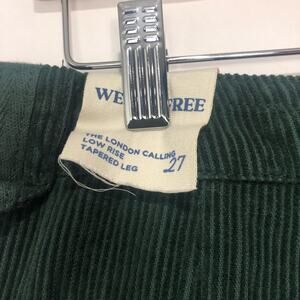 WE FREE
THE LONDON CALLING
LOW RISE
TAPERED LEG
27